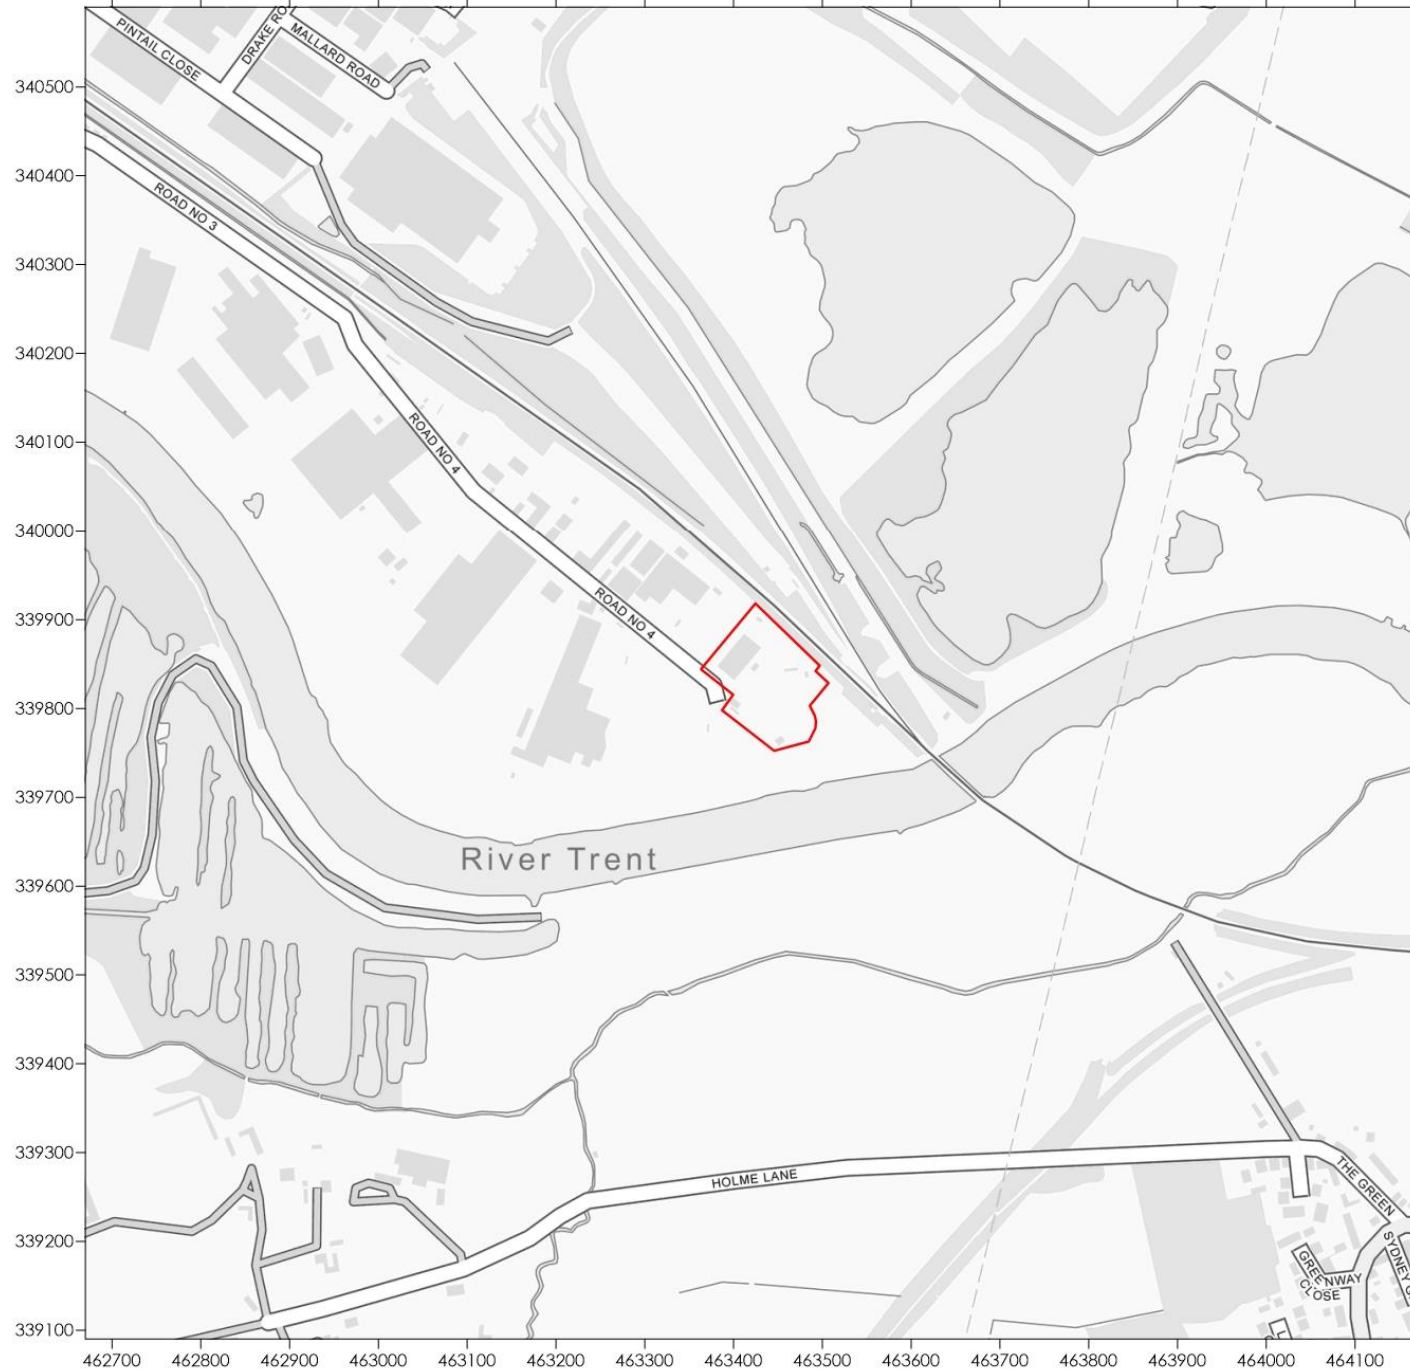 PINTAIL CLOSE
DRAKE RO
MALLARD ROAD
340500
340400
ROAD NO 3
340300
340200
ROAD NO 4
340100
340000
ROAD NO 4
339900
339800
339700
River Trent
339600
339500
339400
339300
HOLME LANE
THE GREEN
339200
SYDNEY G
GREENWAY
CLOSE
339100
462700 462800 462900 463000 463100 463200 463300 463400 463500 463600 463700 463800 463900 464000 464100